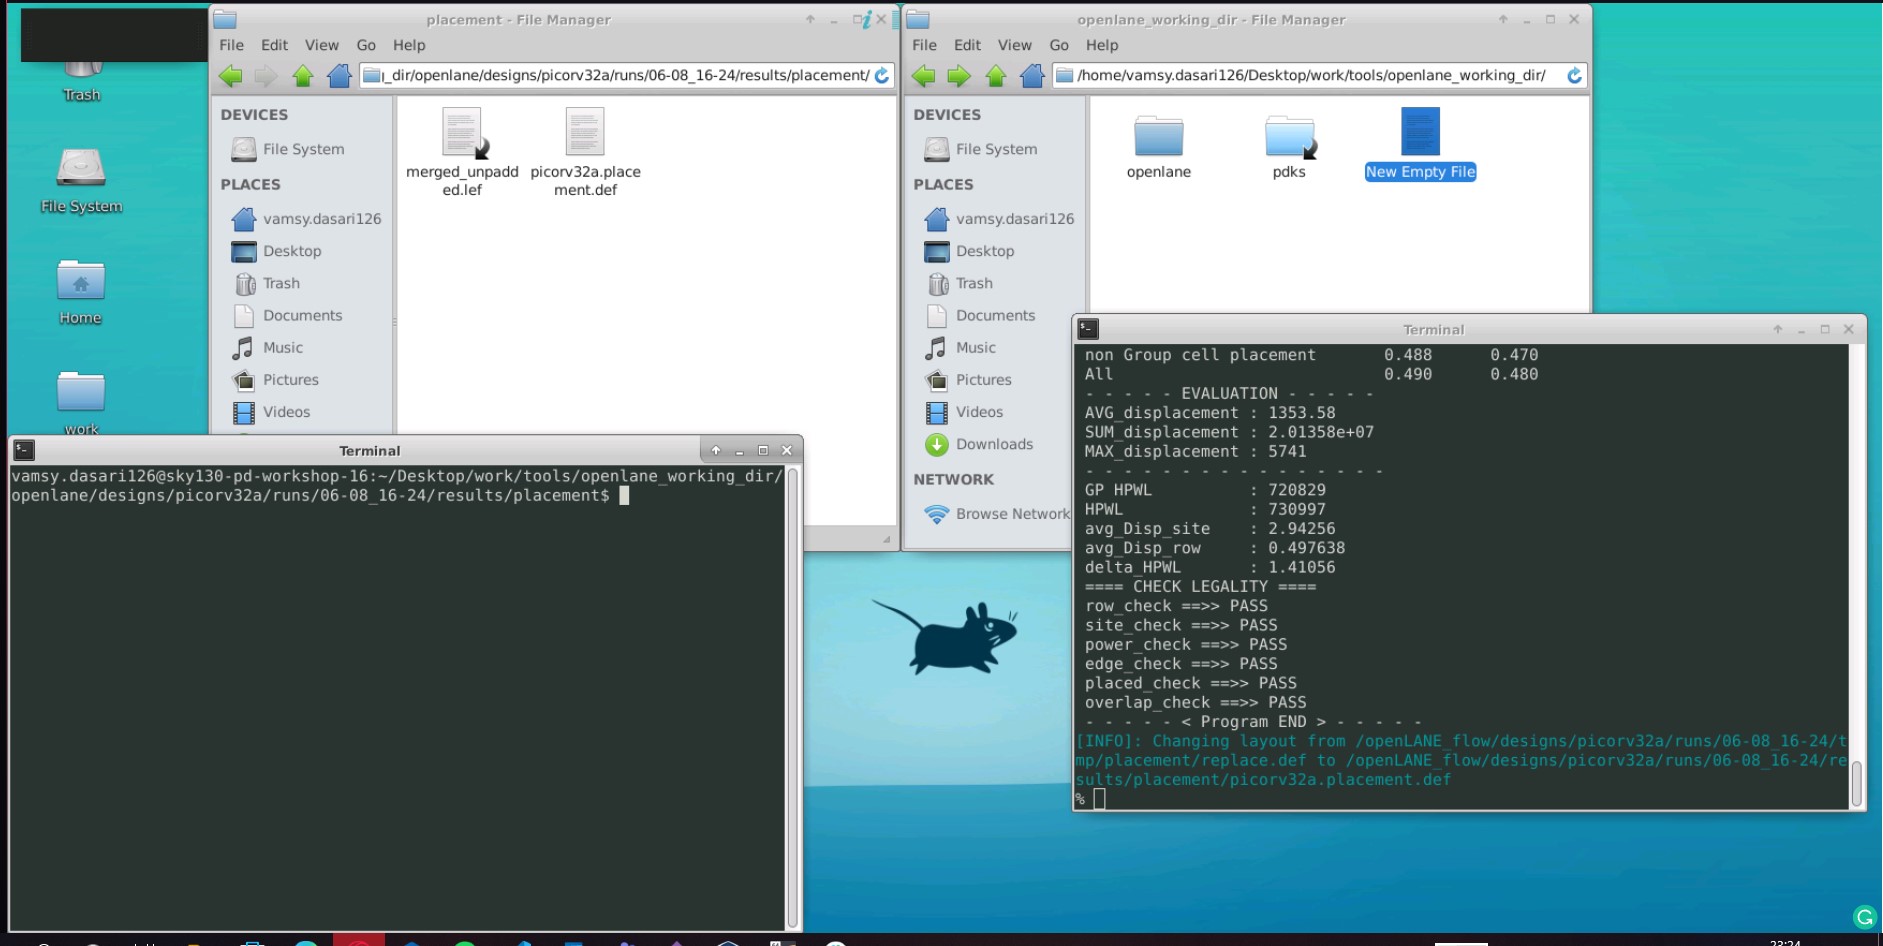 Trash
File System
Home
work
placement - File Manager
File Edit View Go Help
_dir/openlane/designs/picorv32a/runs/06-08_16-24/results/placement/
DEVICES
File System
PLACES
vamsy.dasari126
Desktop
Trash
Documents
Music
Pictures
Videos
merged_unpadd
ed.lef
picorv32a.place
ment.def
openlane_working_dir - File Manager
File Edit View Go Help
/home/vamsy.dasari126/Desktop/work/tools/openlane_working_dir/
DEVICES
File System
PLACES
vamsy.dasari126
Desktop
Trash
Documents
Music
Pictures
Videos
Downloads
NETWORK
Browse Network
openlane
pdks
New Empty File
Terminal
vamsy.dasari126@sky130-pd-workshop-16:~/Desktop/work/tools/openlane_working_dir/
openlane/designs/picorv32a/runs/06-08_16-24/results/placement$
Terminal
non Group cell placement 0.488 0.470
All 0.490 0.480
- - - - - EVALUATION - - - - -
AVG_displacement : 1353.58
SUM_displacement : 2.01358e+07
MAX_displacement : 5741
- - - - - - - - - - - - - - - -
GP HPWL : 720829
HPWL : 730997
avg_Disp_site : 2.94256
avg_Disp_row : 0.497638
delta_HPWL : 1.41056
==== CHECK LEGALITY ====
row_check ==>> PASS
site_check ==>> PASS
power_check ==>> PASS
edge_check ==>> PASS
placed_check ==>> PASS
overlap_check ==>> PASS
- - - - - < Program END > - - - - -
[INFO]: Changing layout from /openLANE_flow/designs/picorv32a/runs/06-08_16-24/t
mp/placement/replace.def to /openLANE_flow/designs/picorv32a/runs/06-08_16-24/re
sults/placement/picorv32a.placement.def
%
23:24